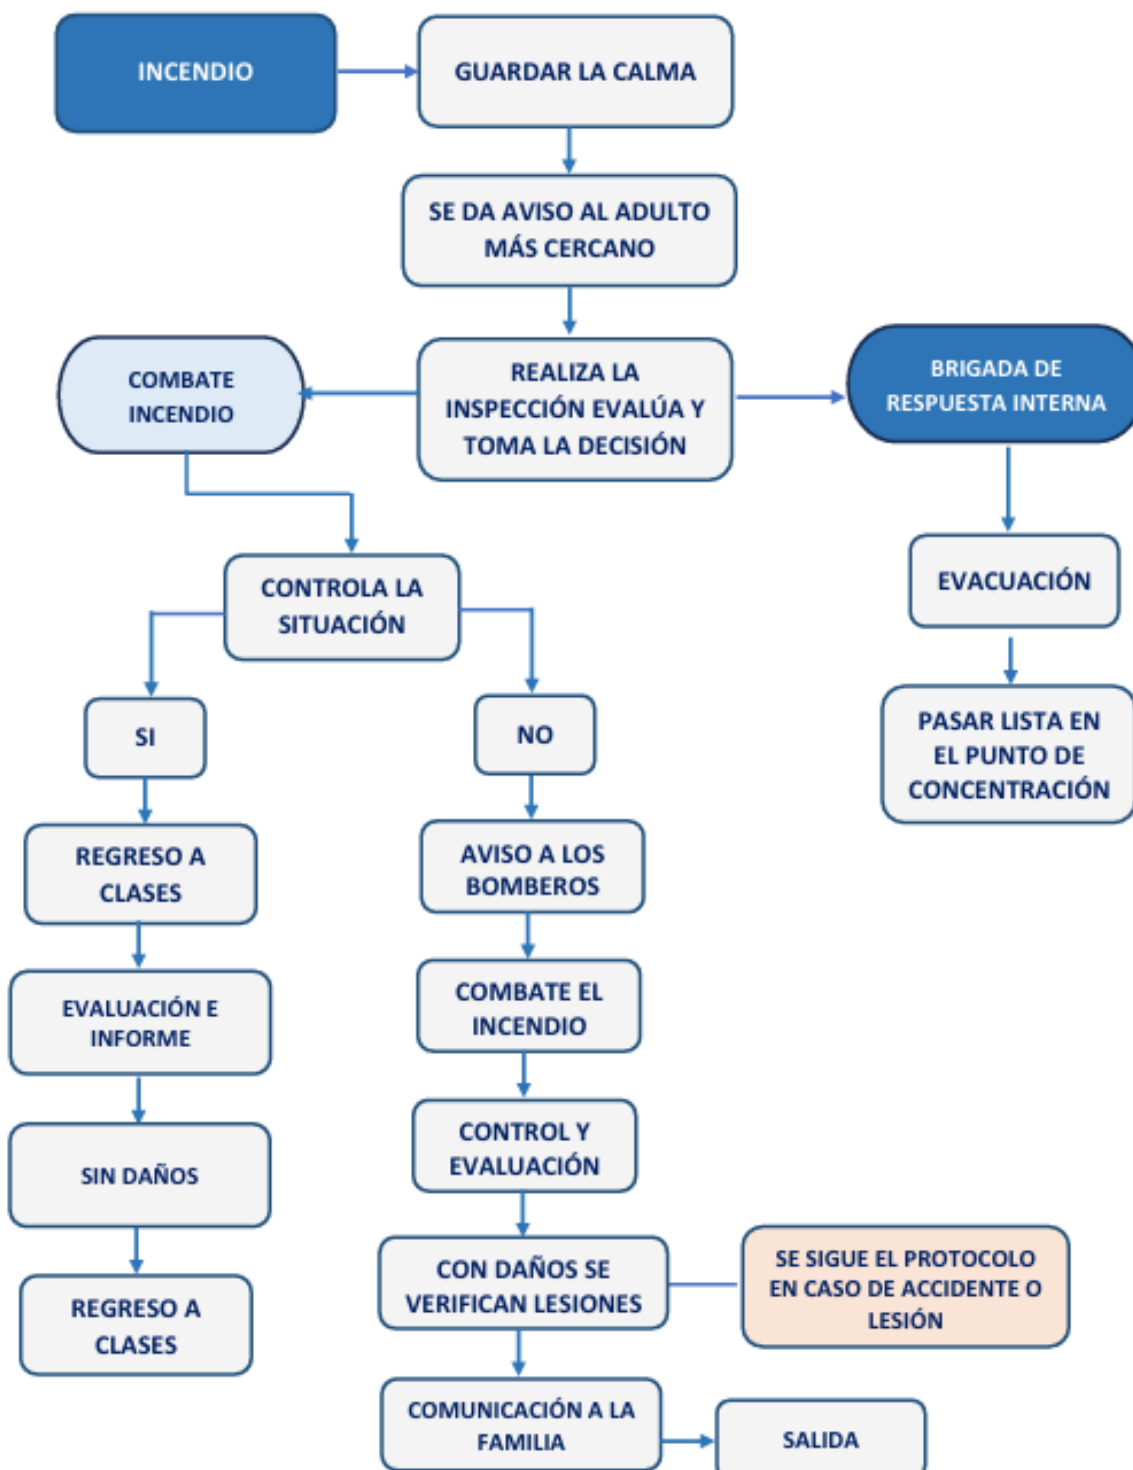 INCENDIO
GUARDAR LA CALMA
SE DA AVISO AL ADULTO
MÁS CERCANO
REALIZA LA
INSPECCIÓN EVALÚA Y
TOMA LA DECISIÓN
COMBATE
INCENDIO
BRIGADA DE
RESPUESTA INTERNA
EVACUACIÓN
PASAR LISTA EN
EL PUNTO DE
CONCENTRACIÓN
CONTROLA LA
SITUACIÓN
SI
REGRESO A
CLASES
EVALUACIÓN E
INFORME
SIN DAÑOS
REGRESO A
CLASES
NO
AVISO A LOS
BOMBEROS
COMBATE EL
INCENDIO
CONTROL Y
EVALUACIÓN
CON DAÑOS SE
VERIFICAN LESIONES
SE SIGUE EL PROTOCOLO
EN CASO DE ACCIDENTE O
LESIÓN
COMUNICACIÓN A LA
FAMILIA
SALIDA